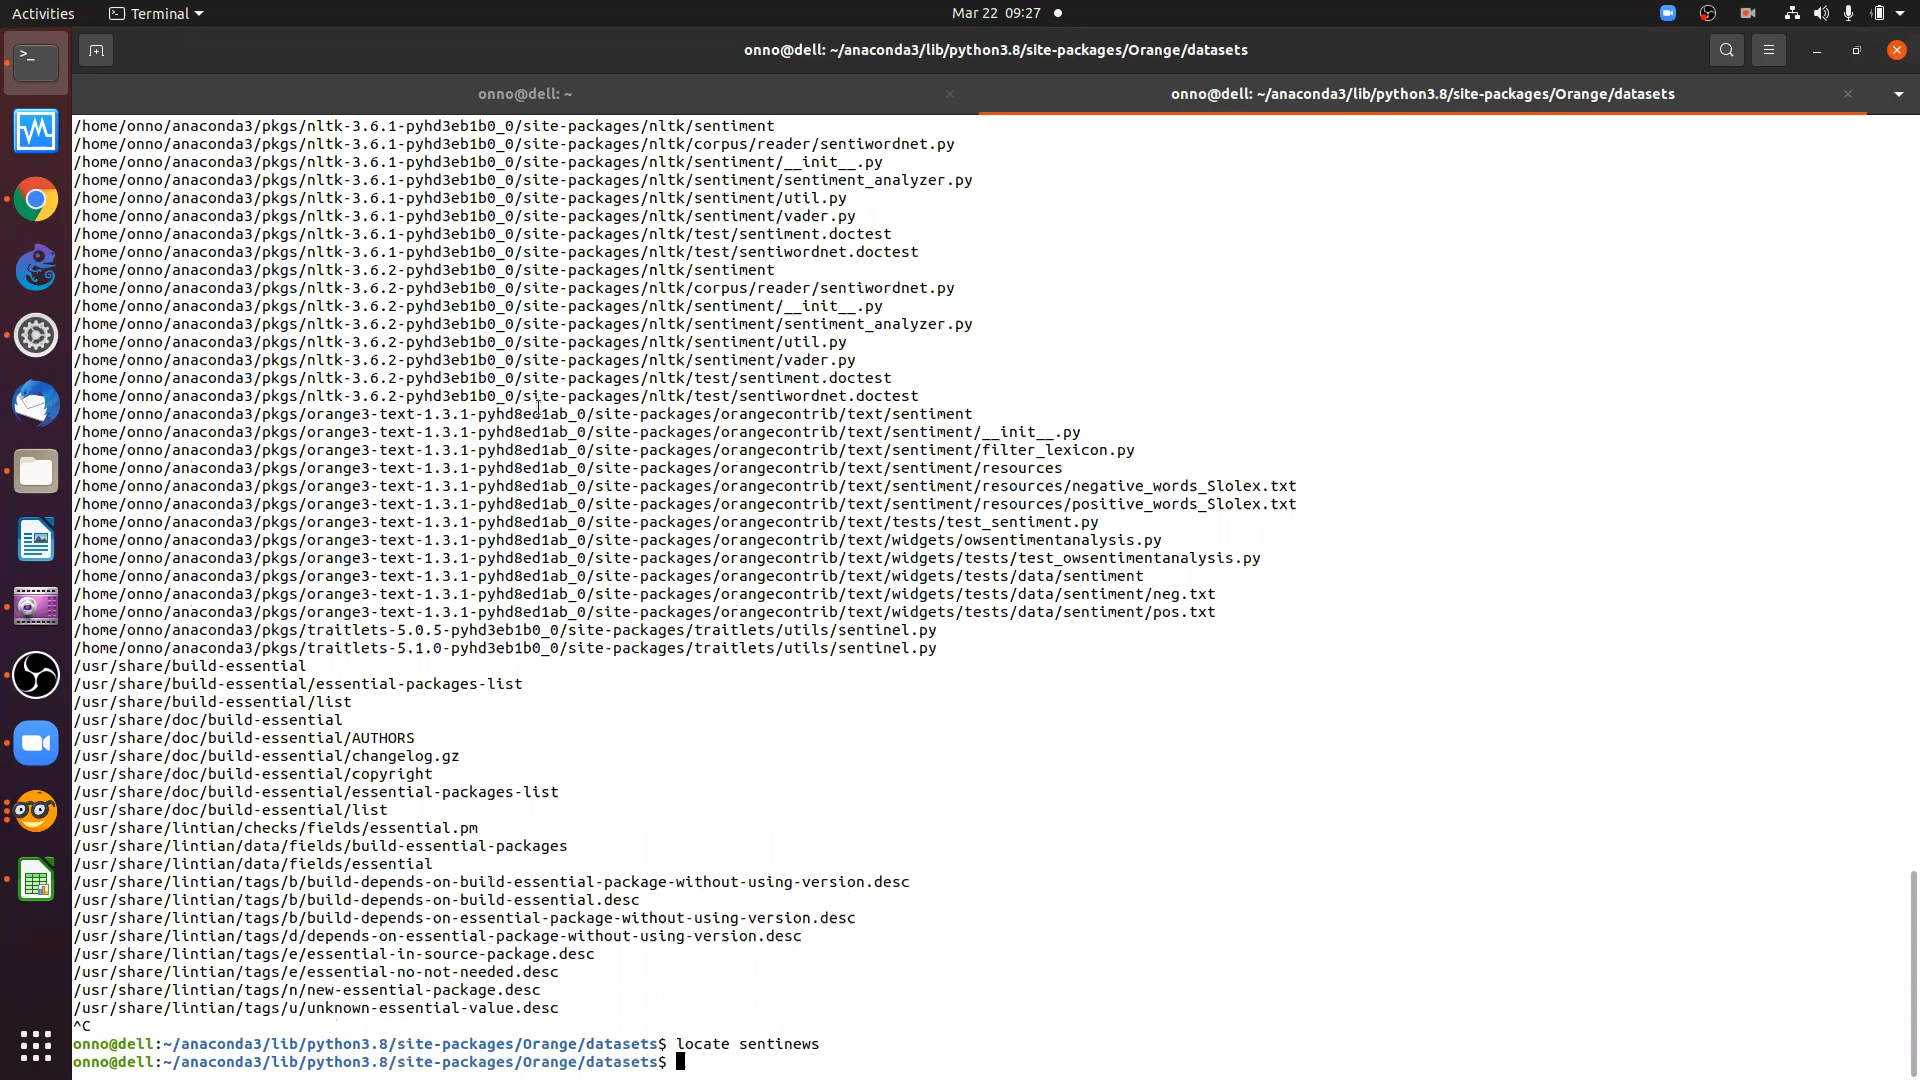 Activities
Terminal
Mar 22 09:27
onno@dell: ~/anaconda3/lib/python3.8/site-packages/Orange/datasets
onno@dell: ~
onno@dell: ~/anaconda3/lib/python3.8/site-packages/Orange/datasets
/home/onno/anaconda3/pkgs/nltk-3.6.1-pyhd3eb1b0_0/site-packages/nltk/sentiment
/home/onno/anaconda3/pkgs/nltk-3.6.1-pyhd3eb1b0_0/site-packages/nltk/corpus/reader/sentiwordnet.py
/home/onno/anaconda3/pkgs/nltk-3.6.1-pyhd3eb1b0_0/site-packages/nltk/sentiment/__init__.py
/home/onno/anaconda3/pkgs/nltk-3.6.1-pyhd3eb1b0_0/site-packages/nltk/sentiment/sentiment_analyzer.py
/home/onno/anaconda3/pkgs/nltk-3.6.1-pyhd3eb1b0_0/site-packages/nltk/sentiment/util.py
/home/onno/anaconda3/pkgs/nltk-3.6.1-pyhd3eb1b0_0/site-packages/nltk/sentiment/vader.py
/home/onno/anaconda3/pkgs/nltk-3.6.1-pyhd3eb1b0_0/site-packages/nltk/test/sentiment.doctest
/home/onno/anaconda3/pkgs/nltk-3.6.1-pyhd3eb1b0_0/site-packages/nltk/test/sentiwordnet.doctest
/home/onno/anaconda3/pkgs/nltk-3.6.2-pyhd3eb1b0_0/site-packages/nltk/sentiment
/home/onno/anaconda3/pkgs/nltk-3.6.2-pyhd3eb1b0_0/site-packages/nltk/corpus/reader/sentiwordnet.py
/home/onno/anaconda3/pkgs/nltk-3.6.2-pyhd3eb1b0_0/site-packages/nltk/sentiment/__init__.py
/home/onno/anaconda3/pkgs/nltk-3.6.2-pyhd3eb1b0_0/site-packages/nltk/sentiment/sentiment_analyzer.py
/home/onno/anaconda3/pkgs/nltk-3.6.2-pyhd3eb1b0_0/site-packages/nltk/sentiment/util.py
/home/onno/anaconda3/pkgs/nltk-3.6.2-pyhd3eb1b0_0/site-packages/nltk/sentiment/vader.py
/home/onno/anaconda3/pkgs/nltk-3.6.2-pyhd3eb1b0_0/site-packages/nltk/test/sentiment.doctest
/home/onno/anaconda3/pkgs/nltk-3.6.2-pyhd3eb1b0_0/site-packages/nltk/test/sentiwordnet.doctest
/home/onno/anaconda3/pkgs/orange3-text-1.3.1-pyhd8ed1ab_0/site-packages/orangecontrib/text/sentiment
/home/onno/anaconda3/pkgs/orange3-text-1.3.1-pyhd8ed1ab_0/site-packages/orangecontrib/text/sentiment/__init__.py
/home/onno/anaconda3/pkgs/orange3-text-1.3.1-pyhd8ed1ab_0/site-packages/orangecontrib/text/sentiment/filter_lexicon.py
/home/onno/anaconda3/pkgs/orange3-text-1.3.1-pyhd8ed1ab_0/site-packages/orangecontrib/text/sentiment/resources
/home/onno/anaconda3/pkgs/orange3-text-1.3.1-pyhd8ed1ab_0/site-packages/orangecontrib/text/sentiment/resources/negative_words_Slolex.txt
/home/onno/anaconda3/pkgs/orange3-text-1.3.1-pyhd8ed1ab_0/site-packages/orangecontrib/text/sentiment/resources/positive_words_Slolex.txt
/home/onno/anaconda3/pkgs/orange3-text-1.3.1-pyhd8ed1ab_0/site-packages/orangecontrib/text/tests/test_sentiment.py
/home/onno/anaconda3/pkgs/orange3-text-1.3.1-pyhd8ed1ab_0/site-packages/orangecontrib/text/widgets/owsentimentanalysis.py
/home/onno/anaconda3/pkgs/orange3-text-1.3.1-pyhd8ed1ab_0/site-packages/orangecontrib/text/widgets/tests/test_owsentimentanalysis.py
/home/onno/anaconda3/pkgs/orange3-text-1.3.1-pyhd8ed1ab_0/site-packages/orangecontrib/text/widgets/tests/data/sentiment
/home/onno/anaconda3/pkgs/orange3-text-1.3.1-pyhd8ed1ab_0/site-packages/orangecontrib/text/widgets/tests/data/sentiment/neg.txt
/home/onno/anaconda3/pkgs/orange3-text-1.3.1-pyhd8ed1ab_0/site-packages/orangecontrib/text/widgets/tests/data/sentiment/pos.txt
/home/onno/anaconda3/pkgs/traitlets-5.0.5-pyhd3eb1b0_0/site-packages/traitlets/utils/sentinel.py
/home/onno/anaconda3/pkgs/traitlets-5.1.0-pyhd3eb1b0_0/site-packages/traitlets/utils/sentinel.py
/usr/share/build-essential
/usr/share/build-essential/essential-packages-list
/usr/share/build-essential/list
/usr/share/doc/build-essential
/usr/share/doc/build-essential/AUTHORS
/usr/share/doc/build-essential/changelog.gz
/usr/share/doc/build-essential/copyright
/usr/share/doc/build-essential/essential-packages-list
/usr/share/doc/build-essential/list
/usr/share/lintian/checks/fields/essential.pm
/usr/share/lintian/data/fields/build-essential-packages
/usr/share/lintian/data/fields/essential
/usr/share/lintian/tags/b/build-depends-on-build-essential-package-without-using-version.desc
/usr/share/lintian/tags/b/build-depends-on-build-essential.desc
/usr/share/lintian/tags/b/build-depends-on-essential-package-without-using-version.desc
/usr/share/lintian/tags/d/depends-on-essential-package-without-using-version.desc
/usr/share/lintian/tags/e/essential-in-source-package.desc
/usr/share/lintian/tags/e/essential-no-not-needed.desc
/usr/share/lintian/tags/n/new-essential-package.desc
/usr/share/lintian/tags/u/unknown-essential-value.desc
^C
onno@dell:~/anaconda3/lib/python3.8/site-packages/Orange/datasets$ locate sentinews
onno@dell:~/anaconda3/lib/python3.8/site-packages/Orange/datasets$